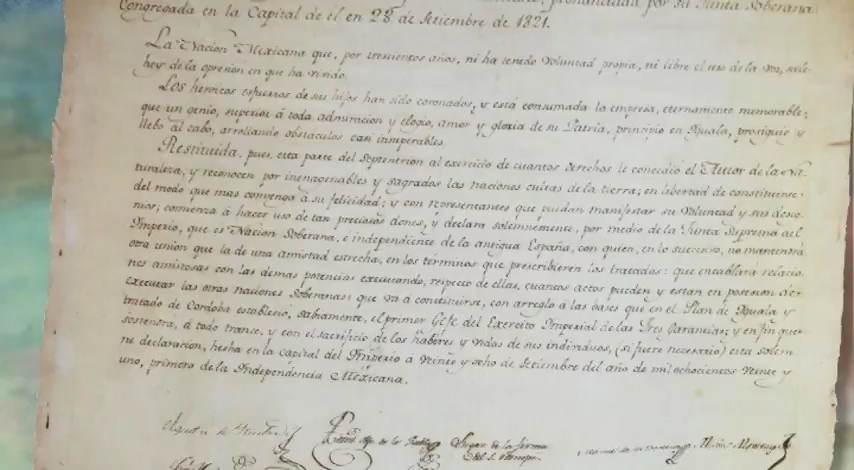 pronunciada por su Junta Soberana
Congregada en la Capital de él en 28 de Setiembre de 1821.
La Nacion Mexicana que, por trescientos años, ni ha tenido voluntad propia, ni libre el uso de la voz, sale
hoy de la opresion en que ha vivido.
Los heroicos esfuerzos de sus hijos han sido coronados, y está consumada la empresa, eternamente memorable,
que un genio, superior á toda admiracion y elogio, amor y gloria de su Patria, principió en Iguala, prosiguió y
llevó al cabo, arrollando obstáculos casi insuperables.
Restituida, pues, esta parte del Septentrion al exercicio de cuantos derechos le concedió el Autor de la Na
turaleza, y reconocen por inenagenables y sagrados las naciones cultas de la tierra; en libertad de constituirse
del modo que mas convenga á su felicidad; y con representantes que puedan manifestar su voluntad y sus desig
nios; comienza á hacer uso de tan preciosos dones, y declara solemnemente, por medio de la Junta Suprema del
Imperio, que es Nacion Soberana, e independiente de la antigua España, con quien, en lo sucesivo, no mantendrá
otra union que la de una amistad estrecha, en los términos que prescribieren los tratados: que entablará relacio
nes amistosas con las demas potencias executando, respecto de ellas, cuantos actos pueden y estan en posesion de
executar las otras naciones Soberanas: que va á constituirse, con arreglo á las bases que en el Plan de Iguala y
tratado de Córdoba estableció, sabiamente, el primer Gefe del Exercito Imperial de las Tres Garantias; y en fin que
sostendrá, á todo trance, y con el sacrificio de los haberes y vidas de sus individuos, (si fuere necesario) esta solem
ne declaracion, hecha en la capital del Imperio á veinte y ocho de Setiembre del año de mil ochocientos veinte y
uno, primero de la Independencia Mexicana.
Agustin de Iturbide Lugar de la firma
del S.